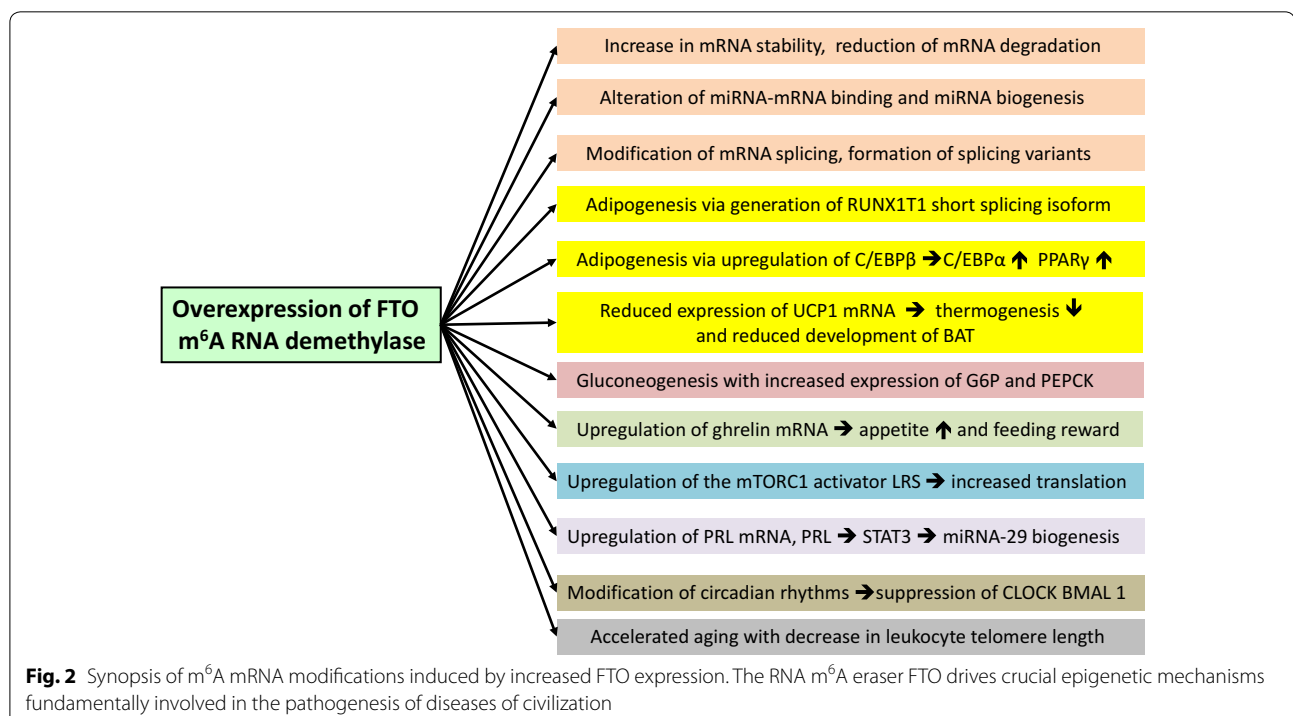 Increase in mRNA stability, reduction of mRNA degradation
Alteration of miRNA-mRNA binding and miRNA biogenesis
Modification of mRNA splicing, formation of splicing variants
Adipogenesis via generation of RUNX1T1 short splicing isoform
Adipogenesis via upregulation of C/EBPβ ➔C/EBPα 🡱 PPARγ 🡱
Overexpression of FTO
m⁶A RNA demethylase
Reduced expression of UCP1 mRNA ➔ thermogenesis 🡳
and reduced development of BAT
Gluconeogenesis with increased expression of G6P and PEPCK
Upregulation of ghrelin mRNA ➔ appetite 🡱 and feeding reward
Upregulation of the mTORC1 activator LRS ➔ increased translation
Upregulation of PRL mRNA, PRL ➔ STAT3 ➔ miRNA-29 biogenesis
Modification of circadian rhythms ➔suppression of CLOCK BMAL 1
Accelerated aging with decrease in leukocyte telomere length
Fig. 2 Synopsis of m⁶A mRNA modifications induced by increased FTO expression. The RNA m⁶A eraser FTO drives crucial epigenetic mechanisms
fundamentally involved in the pathogenesis of diseases of civilization